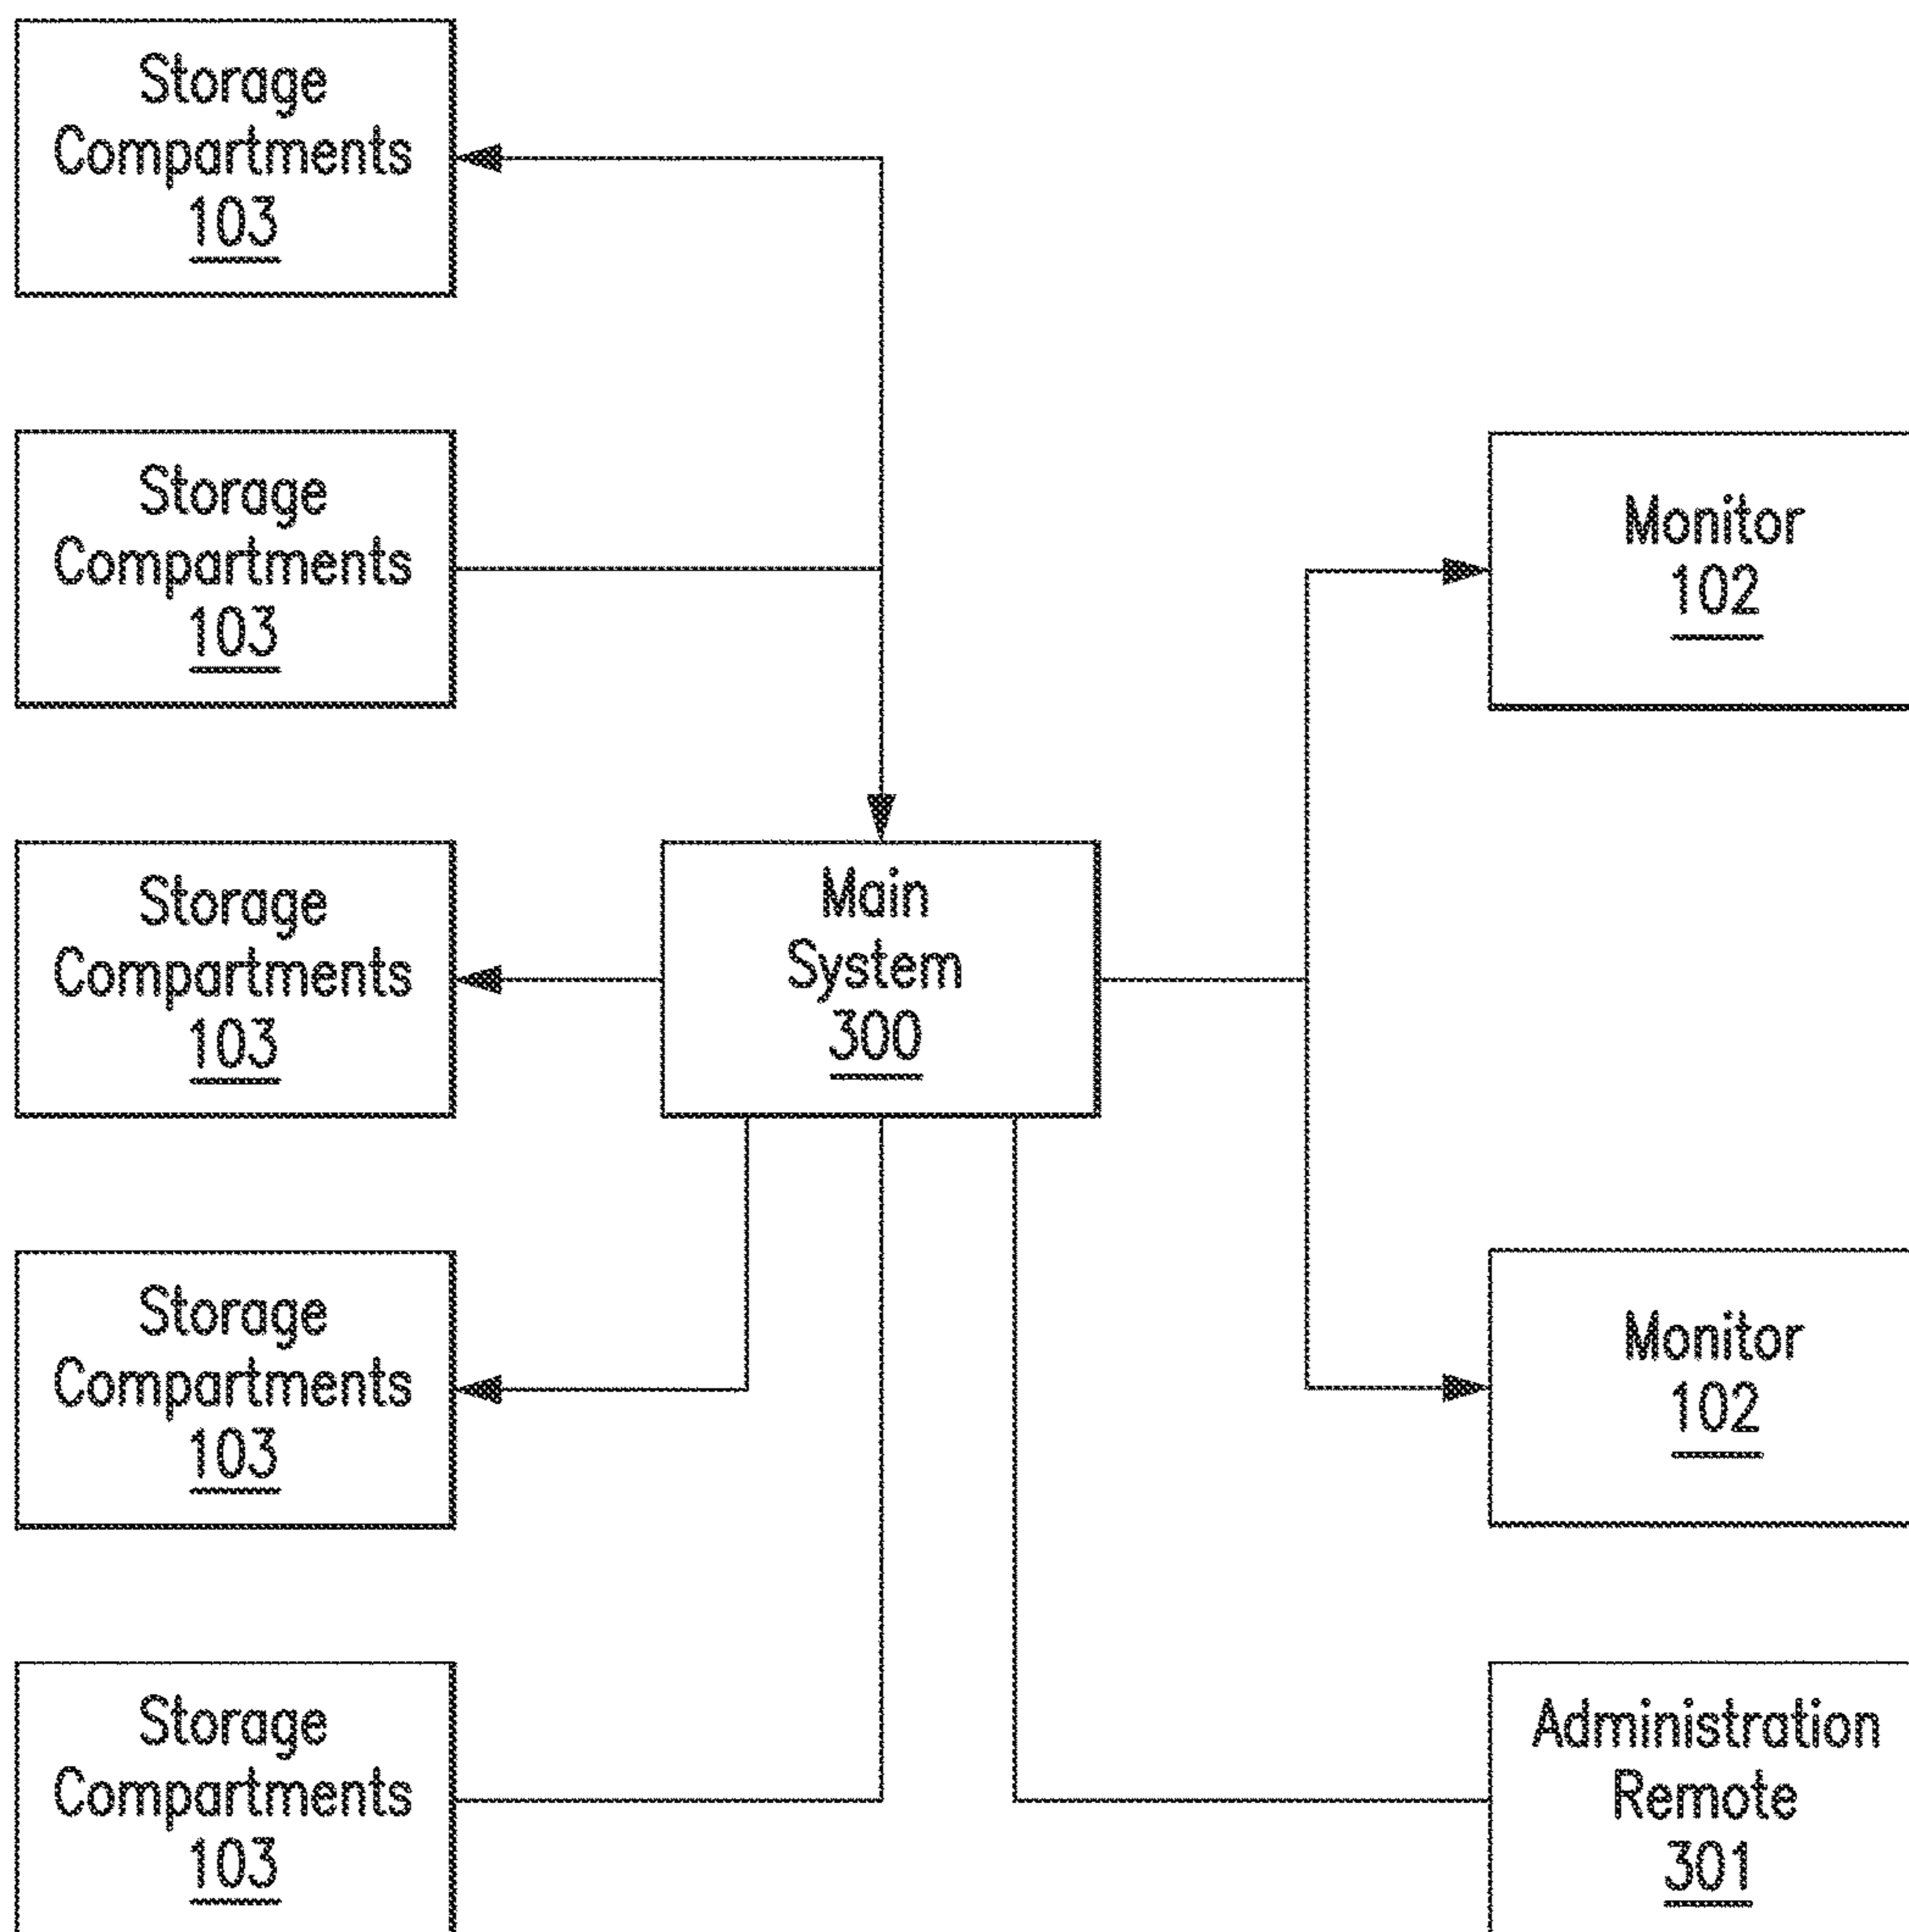 Storage
Compartments
103
Storage
Compartments
103
Monitor
102
Storage
Compartments
103
Main
System
300
Storage
Compartments
103
Monitor
102
Storage
Compartments
103
Administration
Remote
301